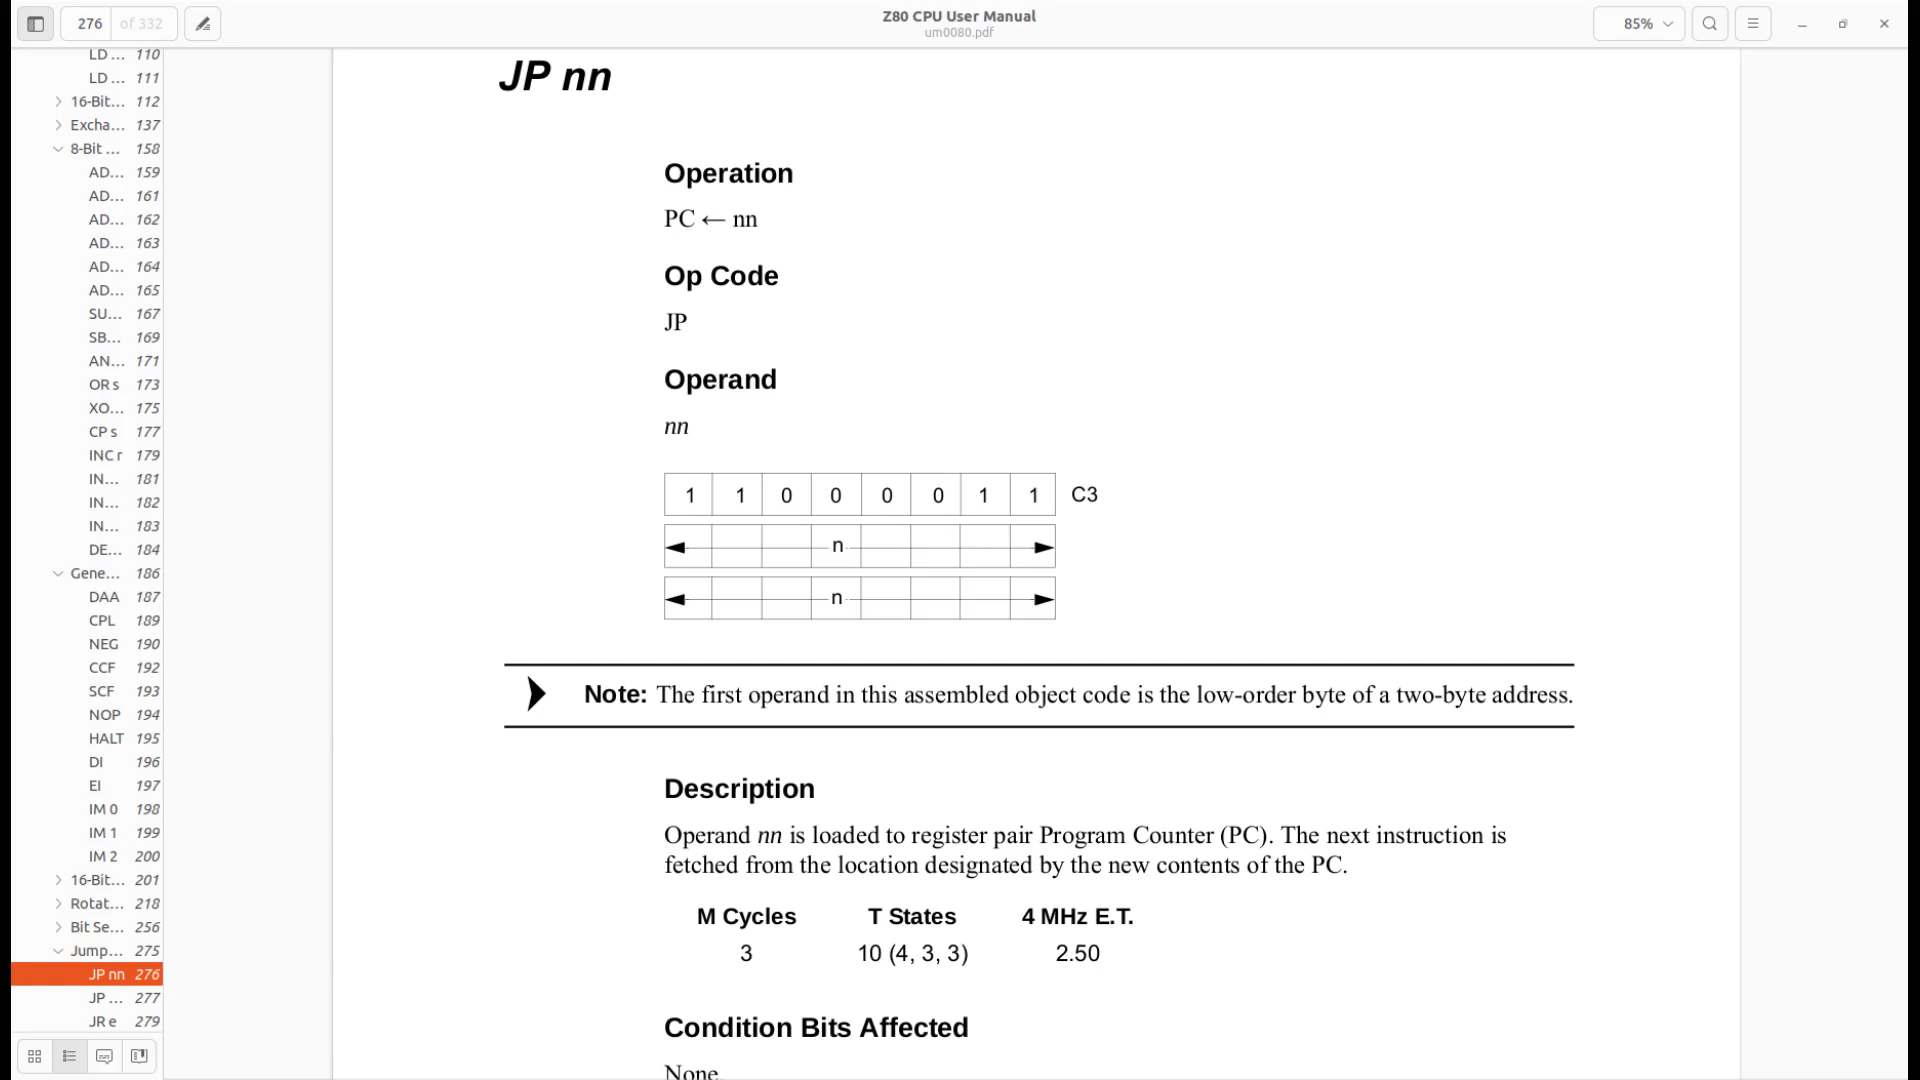 276 of 332
Z80 CPU User Manual
um0080.pdf
85%
LD ... 110
LD ... 111
16-Bit... 112
Excha... 137
8-Bit ... 158
AD... 159
AD... 161
AD... 162
AD... 163
AD... 164
AD... 165
SU... 167
SB... 169
AN... 171
OR s 173
XO... 175
CP s 177
INC r 179
IN... 181
IN... 182
IN... 183
DE... 184
Gene... 186
DAA 187
CPL 189
NEG 190
CCF 192
SCF 193
NOP 194
HALT 195
DI 196
EI 197
IM 0 198
IM 1 199
IM 2 200
16-Bit... 201
Rotat... 218
Bit Se... 256
Jump... 275
JP nn 276
JP ... 277
JR e 279
JP nn
Operation
PC ← nn
Op Code
JP
Operand
nn
1 1 0 0 0 0 1 1 C3
n
n
Note: The first operand in this assembled object code is the low-order byte of a two-byte address.
Description
Operand nn is loaded to register pair Program Counter (PC). The next instruction is
fetched from the location designated by the new contents of the PC.
M Cycles T States 4 MHz E.T.
3 10 (4, 3, 3) 2.50
Condition Bits Affected
None.